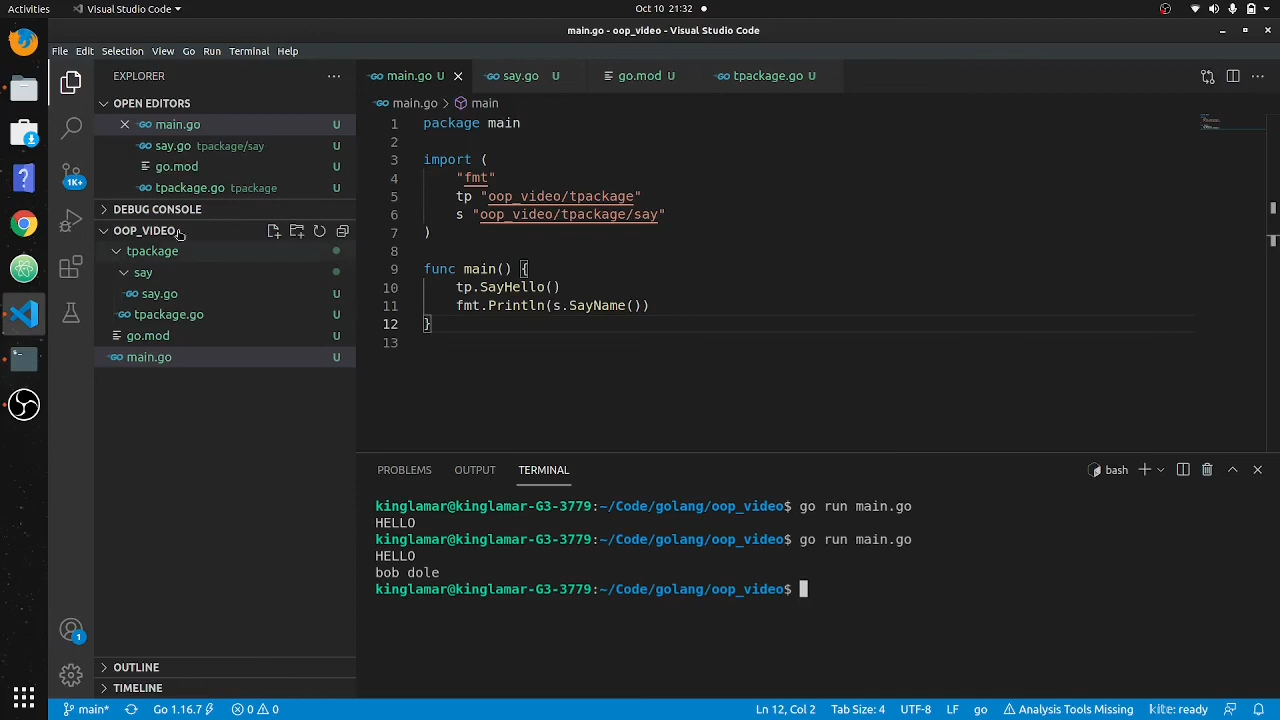 Activities
Visual Studio Code
Oct 10 21:32
main.go - oop_video - Visual Studio Code
File Edit Selection View Go Run Terminal Help
EXPLORER
OPEN EDITORS
main.go U
say.go tpackage/say U
go.mod U
tpackage.go tpackage U
DEBUG CONSOLE
OOP_VIDEO
tpackage
say
say.go U
tpackage.go U
go.mod U
main.go U
OUTLINE
TIMELINE
1K+
1
main.go U say.go U go.mod U tpackage.go U
main.go > main
1 package main
2
3 import (
4 "fmt"
5 tp "oop_video/tpackage"
6 s "oop_video/tpackage/say"
7 )
8
9 func main() {
10 tp.SayHello()
11 fmt.Println(s.SayName())
12 }
13
PROBLEMS OUTPUT TERMINAL
bash
kinglamar@kinglamar-G3-3779:~/Code/golang/oop_video$ go run main.go
HELLO
kinglamar@kinglamar-G3-3779:~/Code/golang/oop_video$ go run main.go
HELLO
bob dole
kinglamar@kinglamar-G3-3779:~/Code/golang/oop_video$
main* Go 1.16.7 0 0 Ln 12, Col 2 Tab Size: 4 UTF-8 LF go Analysis Tools Missing kite: ready